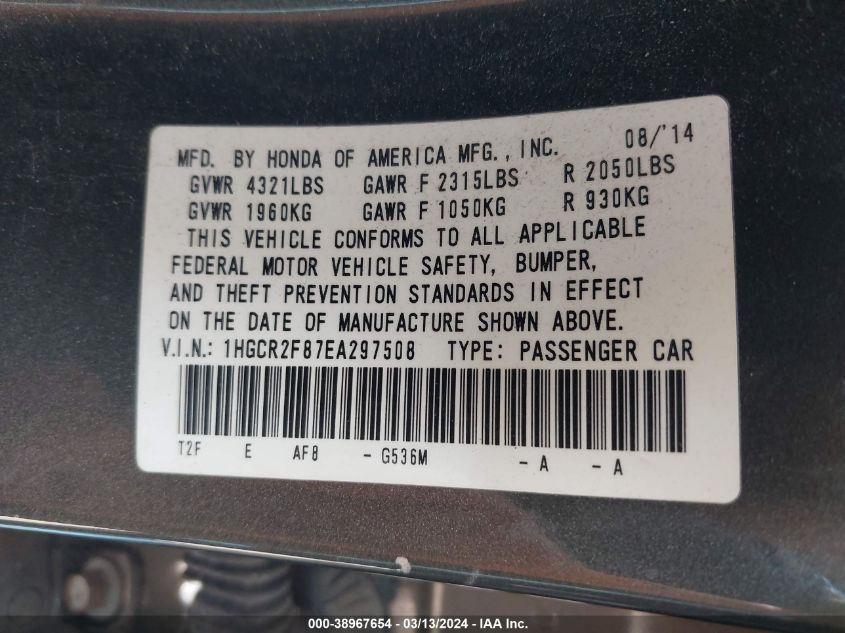 MFD. BY HONDA OF AMERICA MFG., INC. 08/'14
GVWR 4321LBS GAWR F 2315LBS R 2050LBS
GVWR 1960KG GAWR F 1050KG R 930KG
THIS VEHICLE CONFORMS TO ALL APPLICABLE
FEDERAL MOTOR VEHICLE SAFETY, BUMPER,
AND THEFT PREVENTION STANDARDS IN EFFECT
ON THE DATE OF MANUFACTURE SHOWN ABOVE.
V.I.N.: 1HGCR2F87EA297508 TYPE: PASSENGER CAR
T2F E AF8 - G536M - A - A
000-38967654 - 03/13/2024 - IAA Inc.